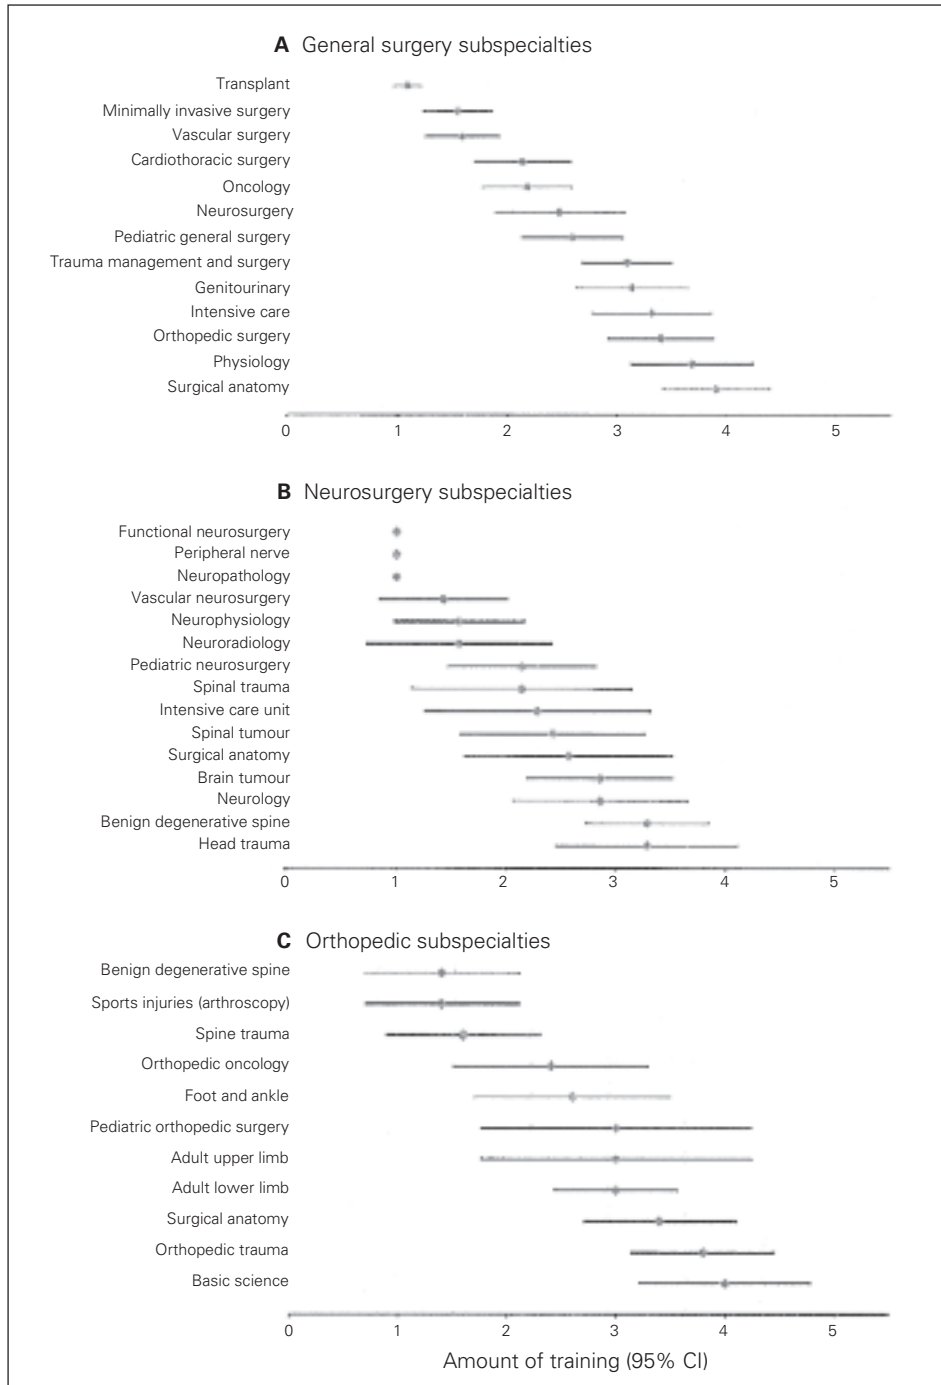 A General surgery subspecialties
Transplant
Minimally invasive surgery
Vascular surgery
Cardiothoracic surgery
Oncology
Neurosurgery
Pediatric general surgery
Trauma management and surgery
Genitourinary
Intensive care
Orthopedic surgery
Physiology
Surgical anatomy
0 1 2 3 4 5
B Neurosurgery subspecialties
Functional neurosurgery
Peripheral nerve
Neuropathology
Vascular neurosurgery
Neurophysiology
Neuroradiology
Pediatric neurosurgery
Spinal trauma
Intensive care unit
Spinal tumour
Surgical anatomy
Brain tumour
Neurology
Benign degenerative spine
Head trauma
0 1 2 3 4 5
C Orthopedic subspecialties
Benign degenerative spine
Sports injuries (arthroscopy)
Spine trauma
Orthopedic oncology
Foot and ankle
Pediatric orthopedic surgery
Adult upper limb
Adult lower limb
Surgical anatomy
Orthopedic trauma
Basic science
0 1 2 3 4 5
Amount of training (95% CI)